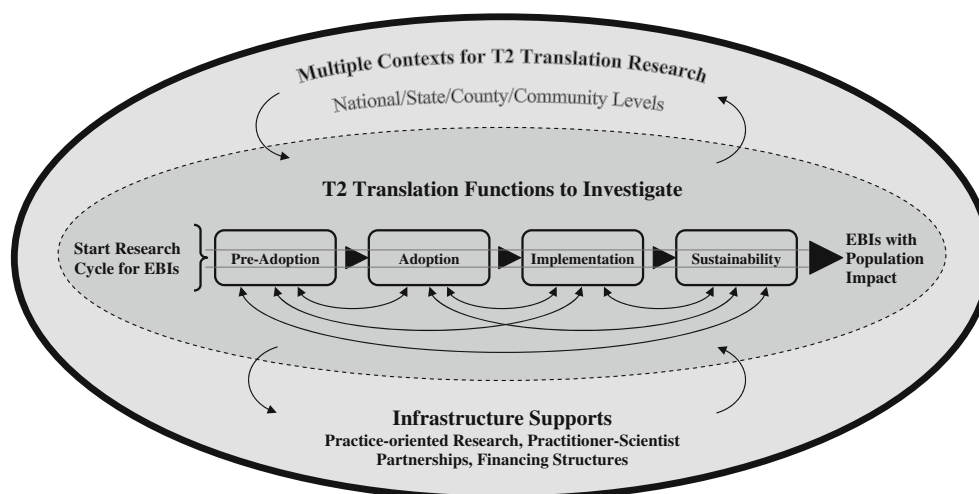 Multiple Contexts for T2 Translation Research
National/State/County/Community Levels
T2 Translation Functions to Investigate
Start Research
Cycle for EBIs
Pre-Adoption
Adoption
Implementation
Sustainability
EBIs with
Population
Impact
Infrastructure Supports
Practice-oriented Research, Practitioner-Scientist
Partnerships, Financing Structures